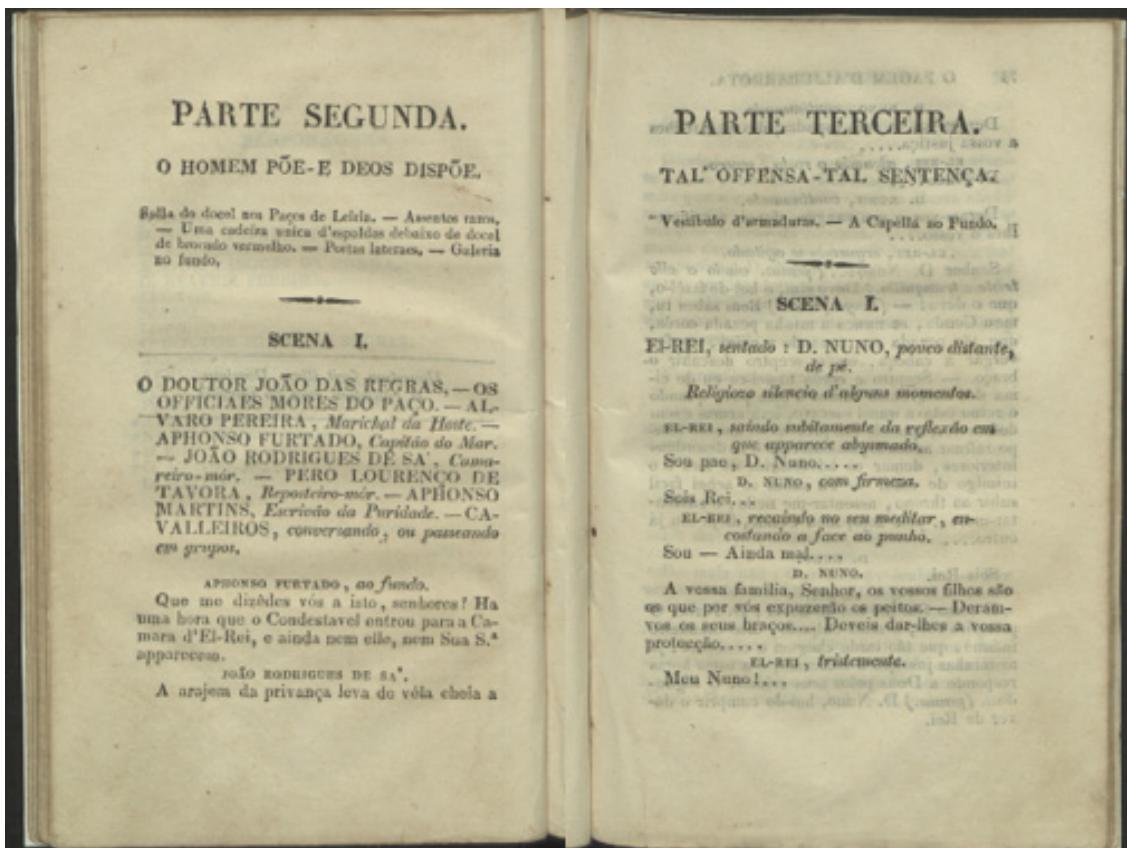 PARTE SEGUNDA.
O HOMEM PÕE-E DEOS DISPÕE.
Salla do docel nos Paços de Leiria. — Assentos razos.
— Uma cadeira unica d'espaldas debaixo de docel
de brocado vermelho. — Portas lateraes. — Galeria
no fundo.
SCENA I.
O DOUTOR JOÃO DAS REGRAS, — OS
OFFICIAES MORES DO PAÇO. — AL-
VARO PEREIRA, Marichal da Hoste. —
APHONSO FURTADO, Capitão do Mar.
— JOÃO RODRIGUES DE SA', Cama-
reiro-mór. — PERO LOURENÇO DE
TAVORA, Reposteiro-mór. — APHONSO
MARTINS, Escrivão da Puridade. — CA-
VALLEIROS, conversando, ou passeando
em grupos.
APHONSO FURTADO, ao fundo.
Que me dizêdes vós a isto, senhores? Ha
uma hora que o Condestavel entrou para a Ca-
mara d'El-Rei, e ainda nem elle, nem Sua S.ª
appareceo.
JOÃO RODRIGUES DE SA'.
A arajem da privança leva de véla cheia a
O PAGEM D'ALJUBARROTA.
PARTE TERCEIRA.
TAL OFFENSA-TAL SENTENÇA.
Vestibulo d'armaduras. — A Capella ao Fundo.
SCENA I.
El-REI, sentado : D. NUNO, pouco distante,
de pé.
Religioso silencio d'alguns momentos.
EL-REI, saindo subitamente da reflexão em
que apparece abysmado.
Sou pae, D. Nuno.....
D. NUNO, com firmeza.
Sois Rei...
EL-REI, recaindo no seu meditar, en-
costando a face ao punho.
Sou — Ainda mal....
D. NUNO.
A vossa familia, Senhor, os vossos filhos são
os que por vós expuzerão os peitos. — Deram-
vos os seus braços.... Deveis dar-lhes a vossa
protecção.....
EL-REI, tristemente.
Meu Nuno!...